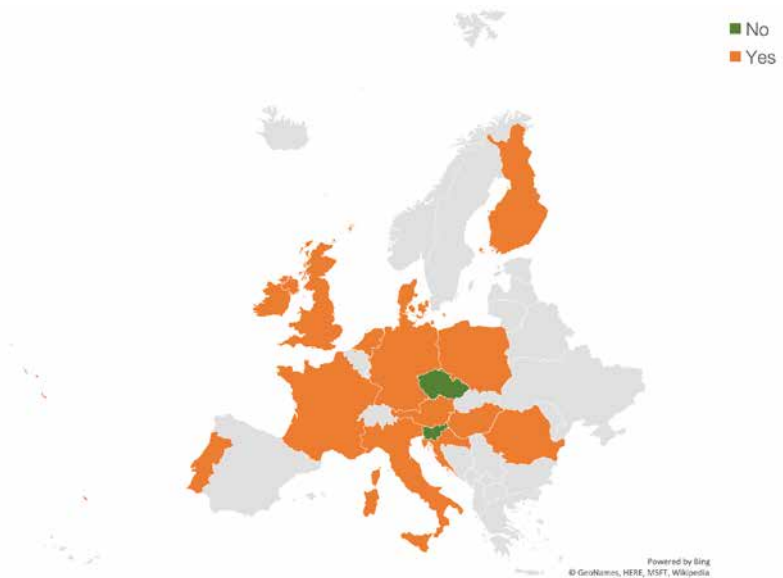 No
Yes
Powered by Bing
© GeoNames, HERE, MSFT, Wikipedia